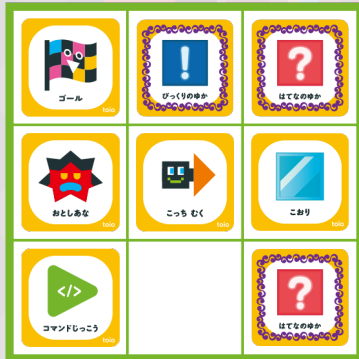 ゴール
toio
!
びっくりのゆか
?
はてなのゆか
おとしあな
toio
こっち むく
toio
こおり
toio
</>
コマンドじっこう
toio
?
はてなのゆか